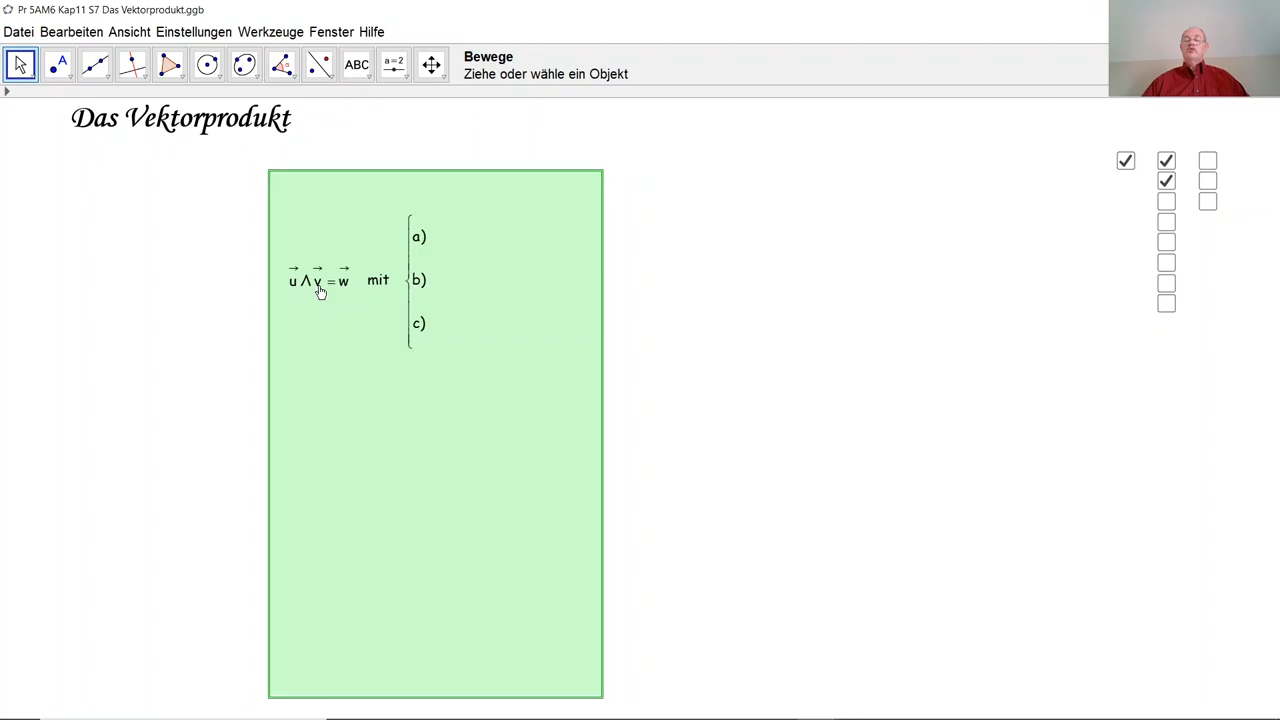 Pr 5AM6 Kap11 S7 Das Vektorprodukt.ggb
Datei Bearbeiten Ansicht Einstellungen Werkzeuge Fenster Hilfe
A
ABC
a=2
Bewege
Ziehe oder wähle ein Objekt
Das Vektorprodukt
a)
u⃗ ∧ v⃗ = w⃗ mit b)
c)